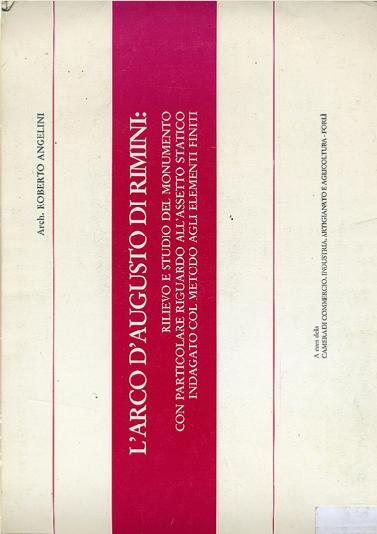 Arch. ROBERTO ANGELINI
L'ARCO D'AUGUSTO DI RIMINI:
RILIEVO E STUDIO DEL MONUMENTO
CON PARTICOLARE RIGUARDO ALL'ASSETTO STATICO
INDAGATO COL METODO AGLI ELEMENTI FINITI
A cura della
CAMERA DI COMMERCIO, INDUSTRIA, ARTIGIANATO E AGRICOLTURA - FORLÌ